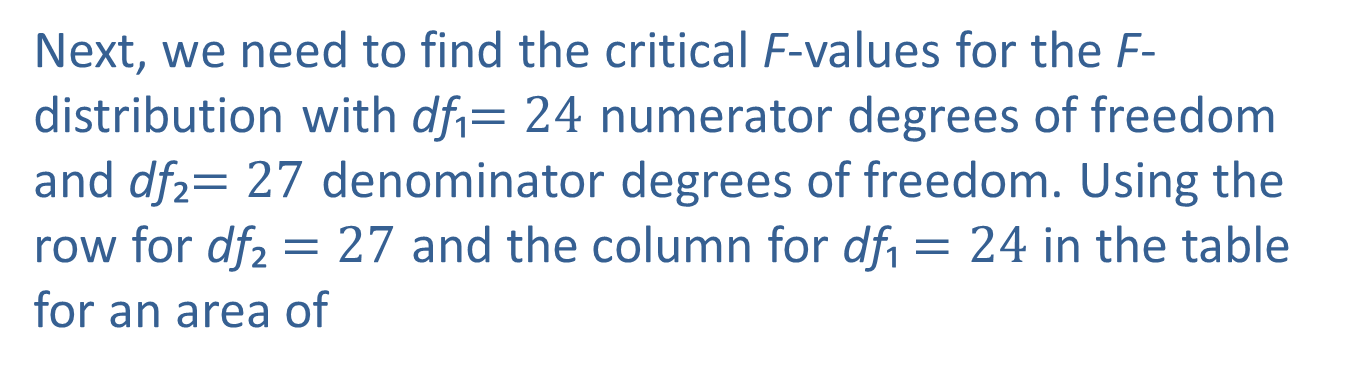 Next, we need to find the critical F-values for the F-
distribution with df₁= 24 numerator degrees of freedom
and df₂= 27 denominator degrees of freedom. Using the
row for df₂ = 27 and the column for df₁ = 24 in the table
for an area of